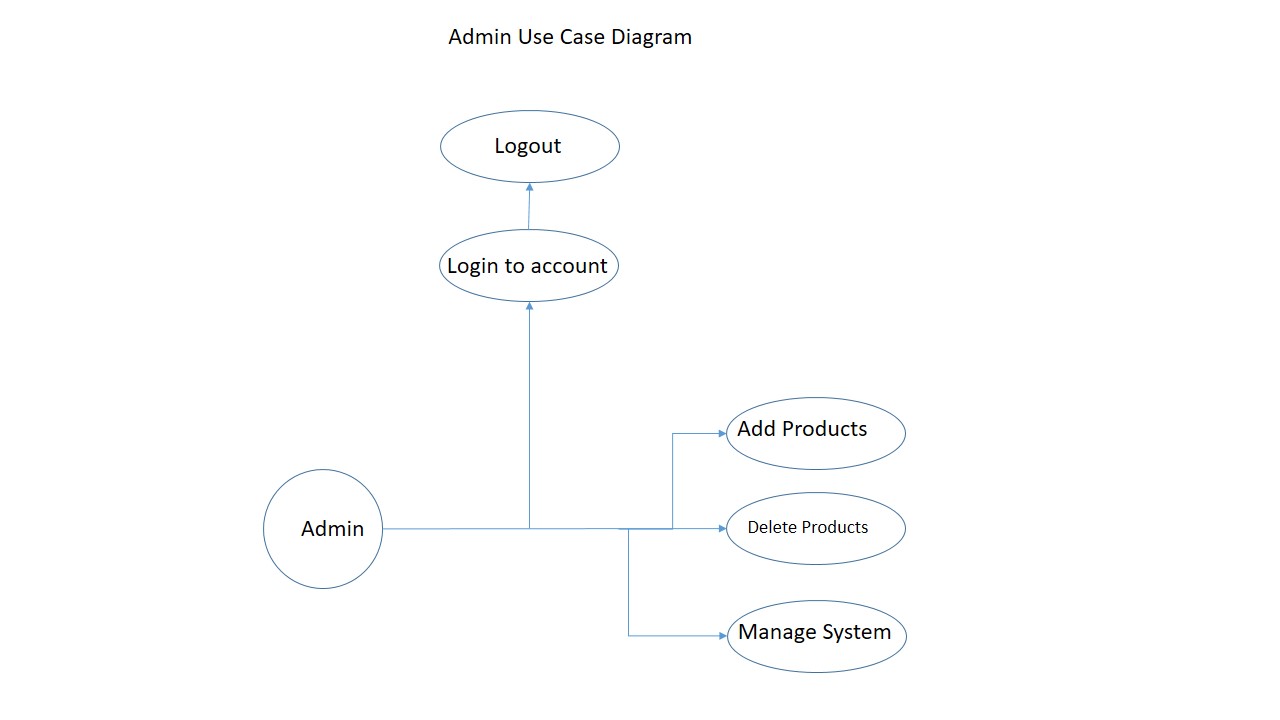 Admin Use Case Diagram
Logout
Login to account
Add Products
Admin
Delete Products
Manage System